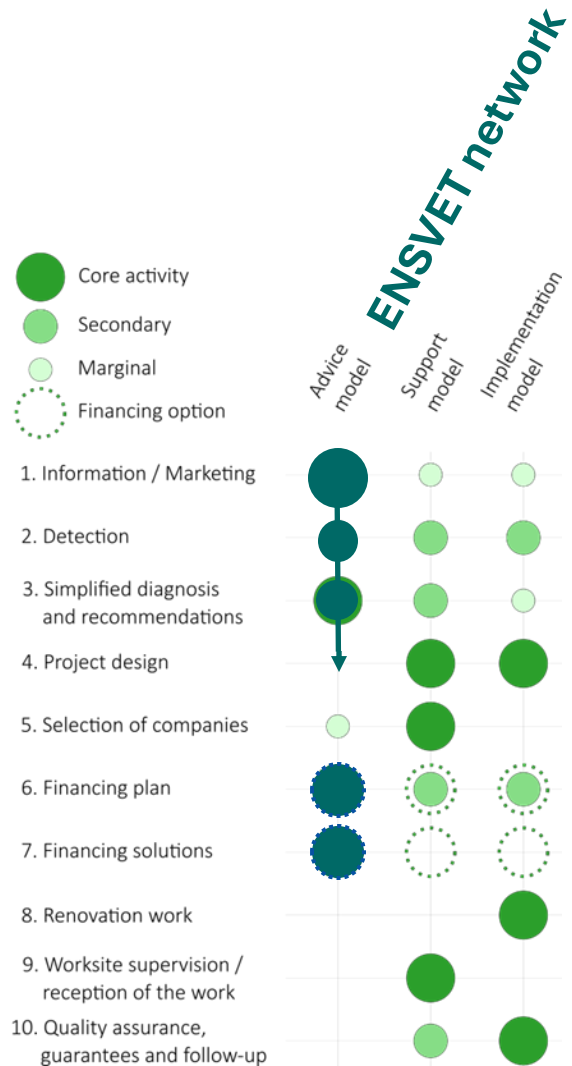 ENSVET network
Core activity
Secondary
Marginal
Financing option
Advice
model
Support
model
Implementation
model
1. Information / Marketing
2. Detection
3. Simplified diagnosis
and recommendations
4. Project design
5. Selection of companies
6. Financing plan
7. Financing solutions
8. Renovation work
9. Worksite supervision /
reception of the work
10. Quality assurance,
guarantees and follow-up